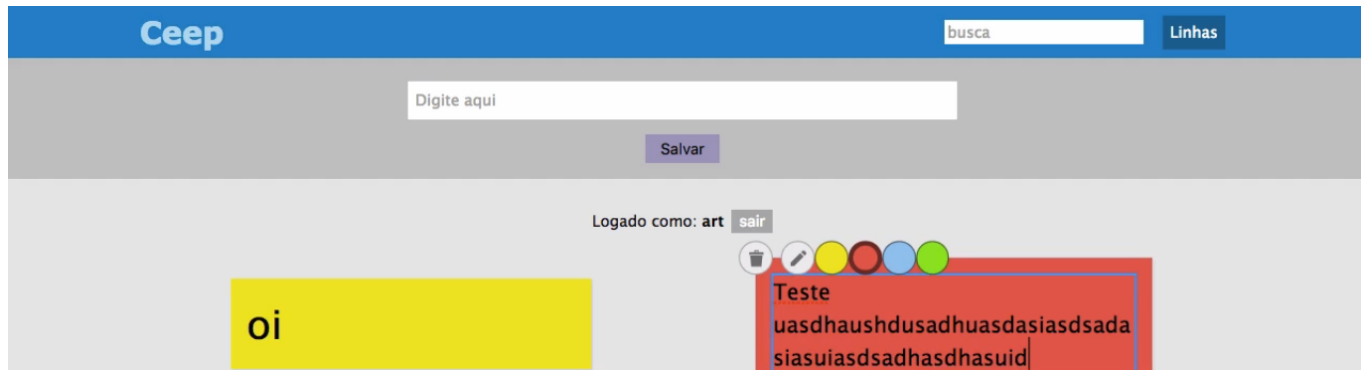 Ceep
busca
Linhas
Digite aqui
Salvar
Logado como: art sair
oi
Teste
uasdhaushdusadhuasdasiasdsada
siasuiasdsadhasdhasuid